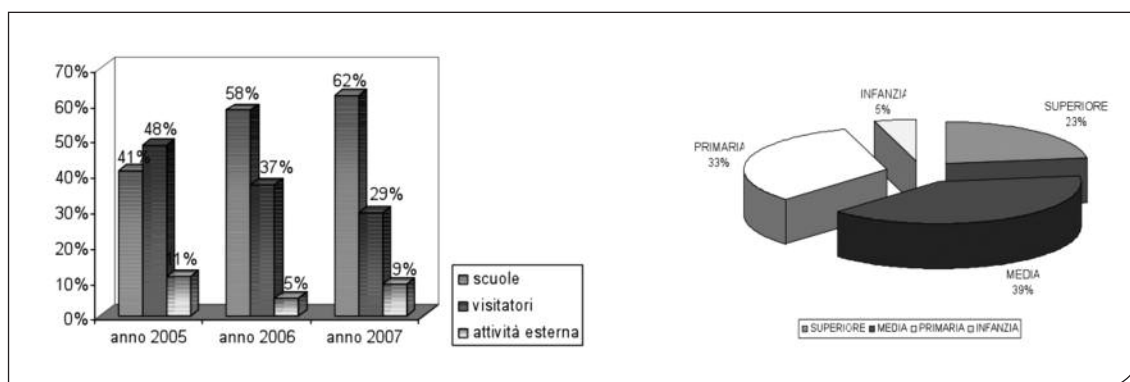 70%
60%
50%
40%
30%
20%
10%
0%
41%
48%
11%
58%
37%
5%
62%
29%
9%
anno 2005
anno 2006
anno 2007
scuole
visitatori
attività esterna
INFANZIA
5%
SUPERIORE
23%
PRIMARIA
33%
MEDIA
39%
SUPERIORE MEDIA PRIMARIA INFANZIA